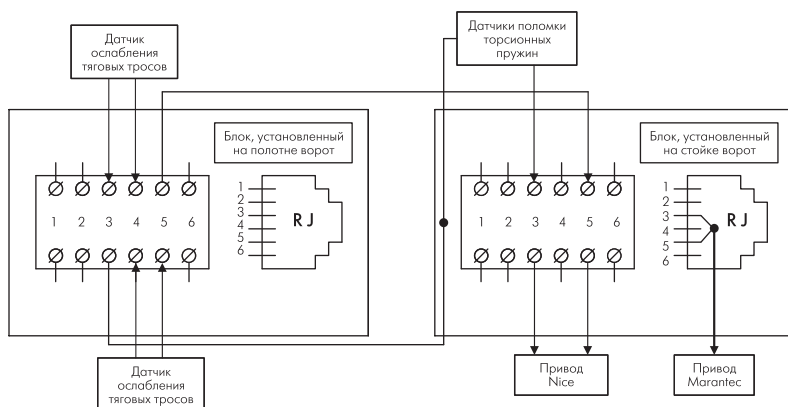 Датчик
ослабления
тяговых тросов
Датчики поломки
торсионных
пружин
Блок, установленный
на полотне ворот
1 2 3 4 5 6
1
2
3
4
5
6
RJ
Блок, установленный
на стойке ворот
1 2 3 4 5 6
1
2
3
4
5
6
RJ
Датчик
ослабления
тяговых тросов
Привод
Nice
Привод
Marantec